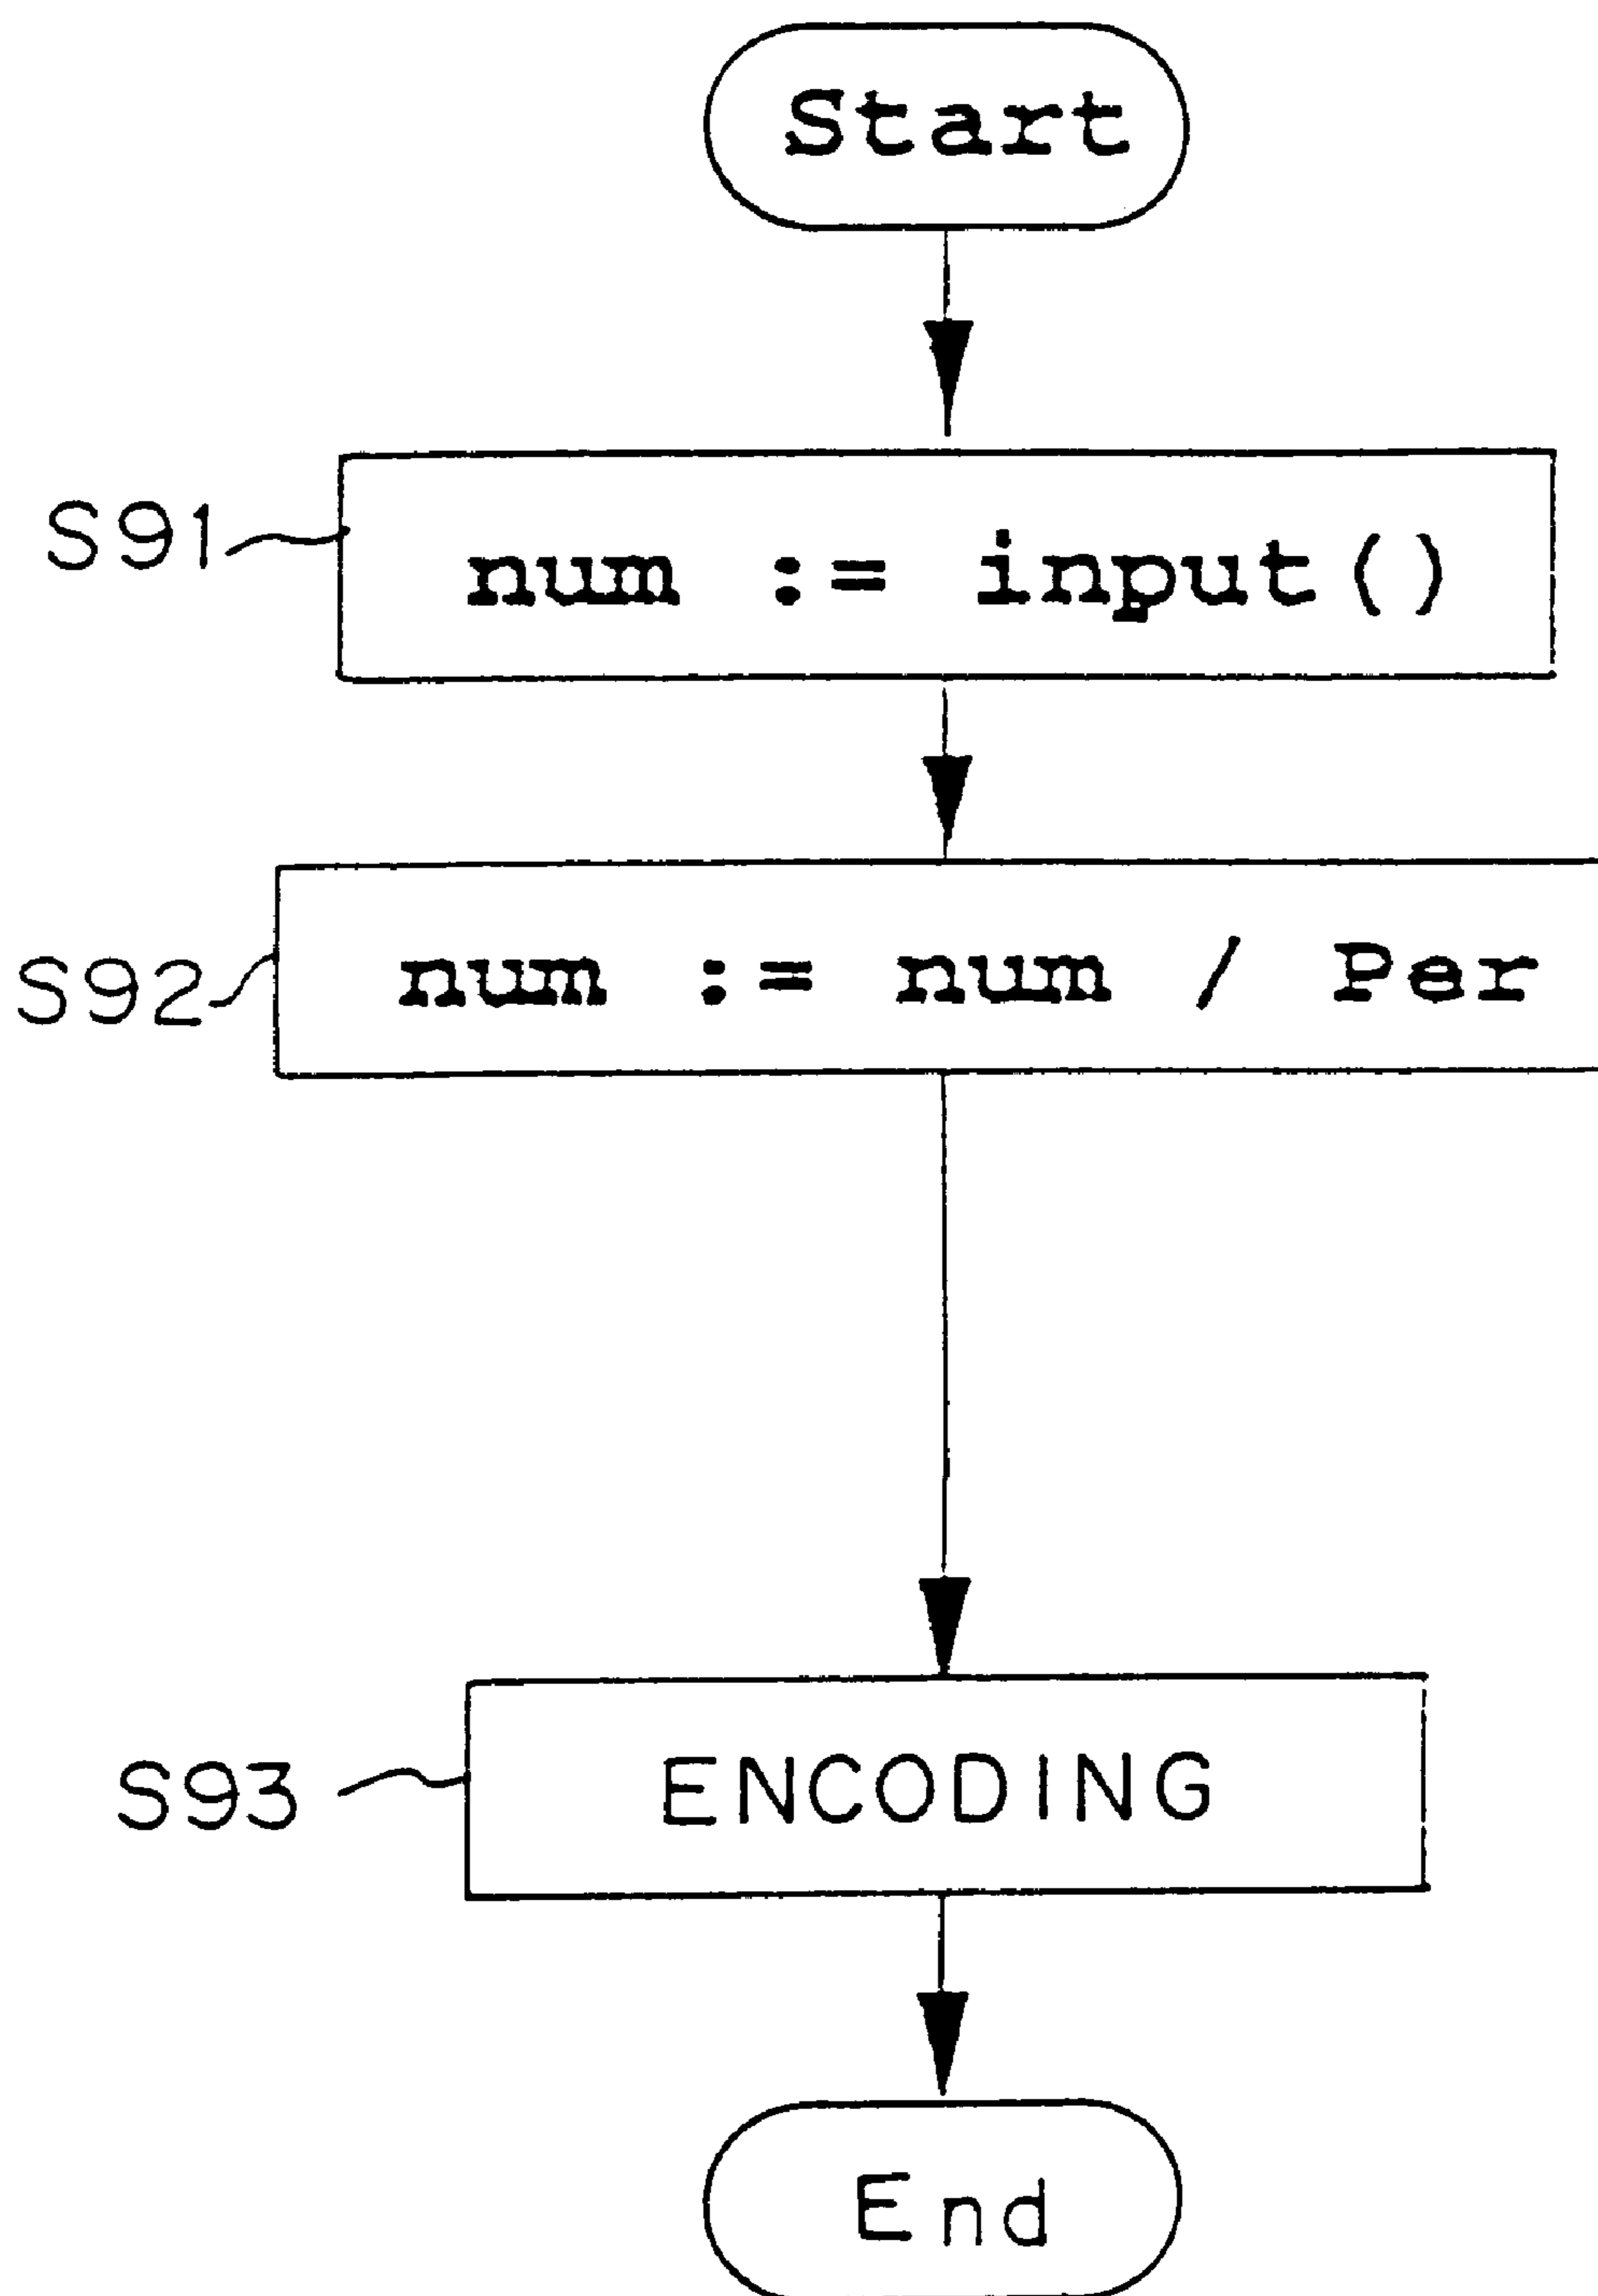 Start
S91
num := input()
S92
num := num / Per
S93
ENCODING
End